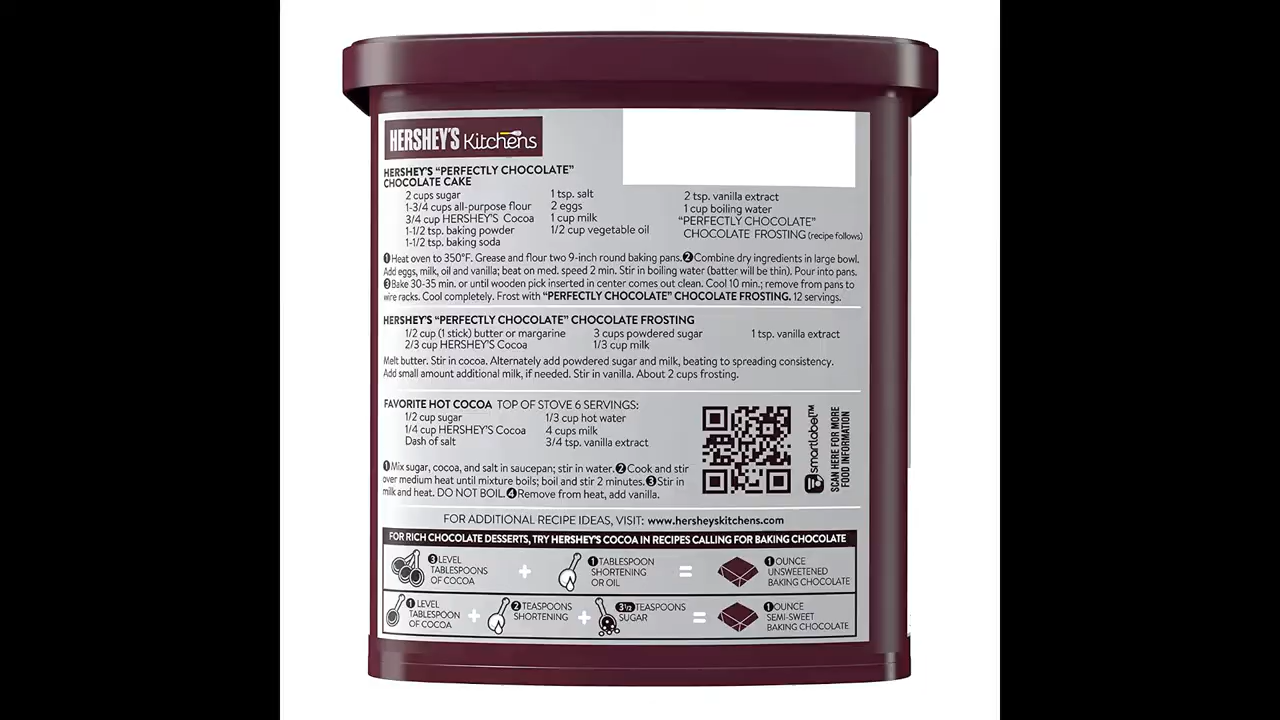 HERSHEY'S Kitchens
HERSHEY'S "PERFECTLY CHOCOLATE"
CHOCOLATE CAKE
2 cups sugar
1-3/4 cups all-purpose flour
3/4 cup HERSHEY'S Cocoa
1-1/2 tsp. baking powder
1-1/2 tsp. baking soda
1 tsp. salt
2 eggs
1 cup milk
1/2 cup vegetable oil
2 tsp. vanilla extract
1 cup boiling water
"PERFECTLY CHOCOLATE"
CHOCOLATE FROSTING (recipe follows)
1 Heat oven to 350°F. Grease and flour two 9-inch round baking pans. 2 Combine dry ingredients in large bowl.
Add eggs, milk, oil and vanilla; beat on med. speed 2 min. Stir in boiling water (batter will be thin). Pour into pans.
3 Bake 30-35 min. or until wooden pick inserted in center comes out clean. Cool 10 min.; remove from pans to
wire racks. Cool completely. Frost with "PERFECTLY CHOCOLATE" CHOCOLATE FROSTING. 12 servings.
HERSHEY'S "PERFECTLY CHOCOLATE" CHOCOLATE FROSTING
1/2 cup (1 stick) butter or margarine
2/3 cup HERSHEY'S Cocoa
3 cups powdered sugar
1/3 cup milk
1 tsp. vanilla extract
Melt butter. Stir in cocoa. Alternately add powdered sugar and milk, beating to spreading consistency.
Add small amount additional milk, if needed. Stir in vanilla. About 2 cups frosting.
FAVORITE HOT COCOA TOP OF STOVE 6 SERVINGS:
1/2 cup sugar
1/4 cup HERSHEY'S Cocoa
Dash of salt
1/3 cup hot water
4 cups milk
3/4 tsp. vanilla extract
1 Mix sugar, cocoa, and salt in saucepan; stir in water. 2 Cook and stir
over medium heat until mixture boils; boil and stir 2 minutes. 3 Stir in
milk and heat. DO NOT BOIL. 4 Remove from heat, add vanilla.
smartlabel™
SCAN HERE FOR MORE
FOOD INFORMATION
FOR ADDITIONAL RECIPE IDEAS, VISIT: www.hersheyskitchens.com
FOR RICH CHOCOLATE DESSERTS, TRY HERSHEY'S COCOA IN RECIPES CALLING FOR BAKING CHOCOLATE
3 LEVEL
TABLESPOONS
OF COCOA
+
1 TABLESPOON
SHORTENING
OR OIL
=
1 OUNCE
UNSWEETENED
BAKING CHOCOLATE
1 LEVEL
TABLESPOON
OF COCOA
+
2 TEASPOONS
SHORTENING
+
3 1/2 TEASPOONS
SUGAR
=
1 OUNCE
SEMI-SWEET
BAKING CHOCOLATE